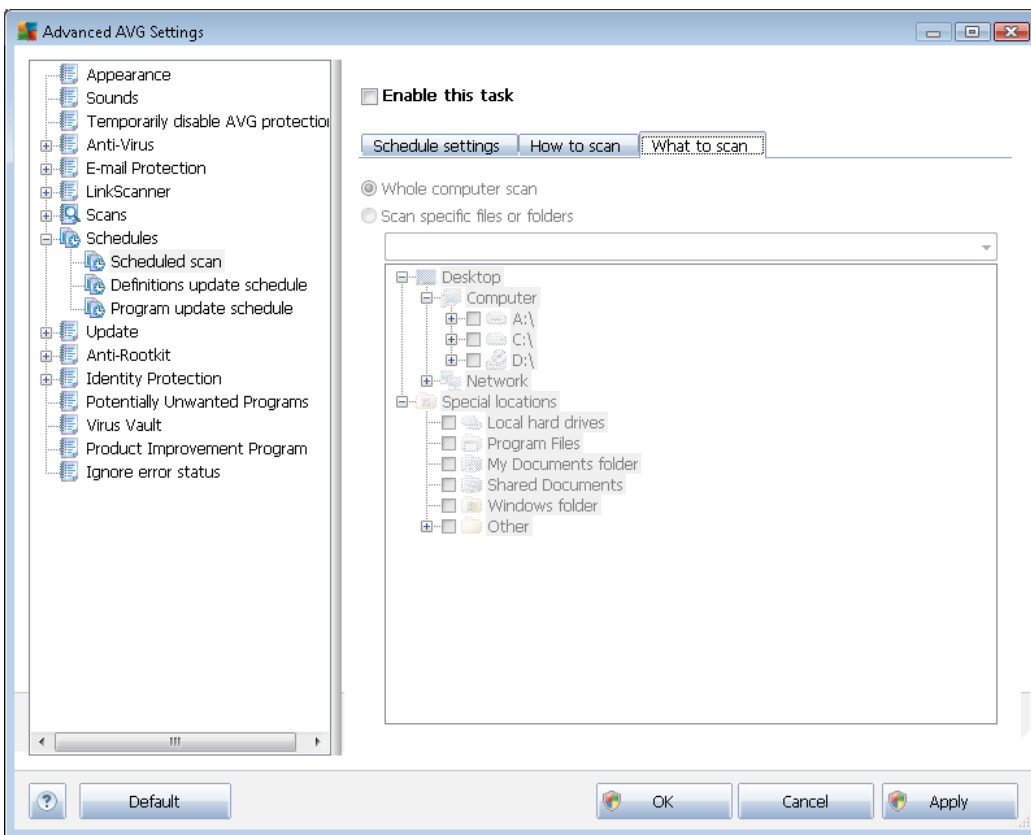 Advanced AVG Settings
Appearance
Sounds
Temporarily disable AVG protection
Anti-Virus
E-mail Protection
LinkScanner
Scans
Schedules
Scheduled scan
Definitions update schedule
Program update schedule
Update
Anti-Rootkit
Identity Protection
Potentially Unwanted Programs
Virus Vault
Product Improvement Program
Ignore error status
Enable this task
Schedule settings
How to scan
What to scan
Whole computer scan
Scan specific files or folders
Desktop
Computer
A:\
C:\
D:\
Network
Special locations
Local hard drives
Program Files
My Documents folder
Shared Documents
Windows folder
Other
?
Default
OK
Cancel
Apply